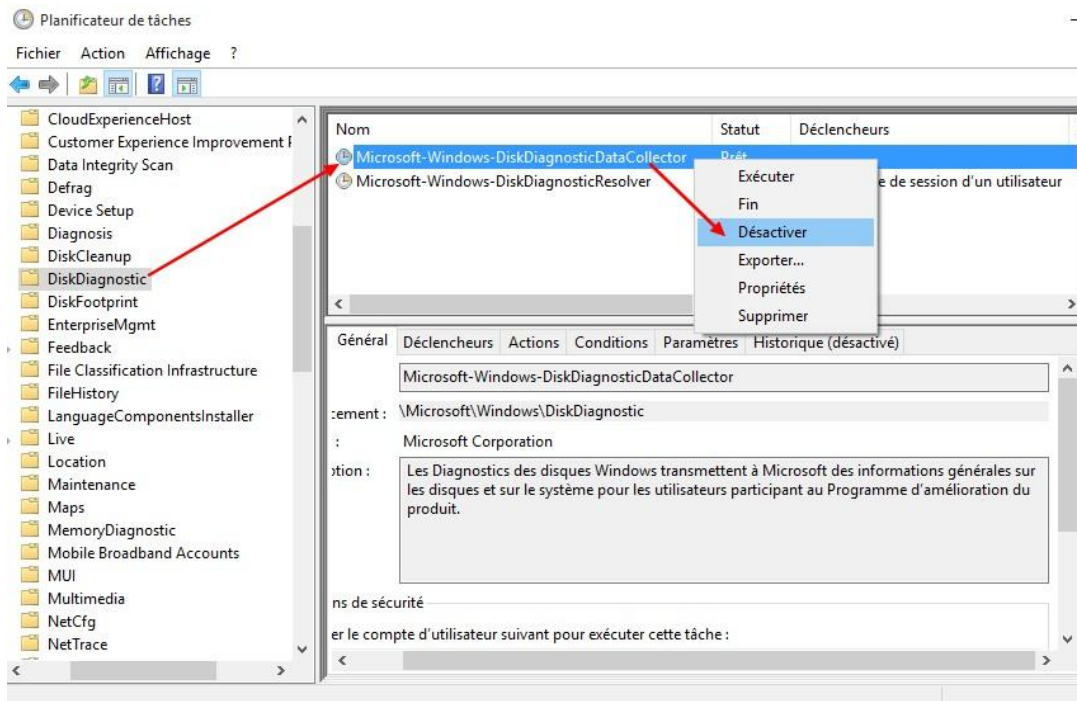 Planificateur de tâches
Fichier Action Affichage ?
CloudExperienceHost
Customer Experience Improvement
Data Integrity Scan
Defrag
Device Setup
Diagnosis
DiskCleanup
DiskDiagnostic
DiskFootprint
EnterpriseMgmt
Feedback
File Classification Infrastructure
FileHistory
LanguageComponentsInstaller
Live
Location
Maintenance
Maps
MemoryDiagnostic
Mobile Broadband Accounts
MUI
Multimedia
NetCfg
NetTrace
Nom Statut Déclencheurs
Microsoft-Windows-DiskDiagnosticDataCollector Prêt
Microsoft-Windows-DiskDiagnosticResolver e de session d'un utilisateur
Exécuter
Fin
Désactiver
Exporter...
Propriétés
Supprimer
Général Déclencheurs Actions Conditions Paramètres Historique (désactivé)
Microsoft-Windows-DiskDiagnosticDataCollector
cement : \Microsoft\Windows\DiskDiagnostic
: Microsoft Corporation
otion : Les Diagnostics des disques Windows transmettent à Microsoft des informations générales sur
les disques et sur le système pour les utilisateurs participant au Programme d'amélioration du
produit.
ns de sécurité
er le compte d'utilisateur suivant pour exécuter cette tâche :